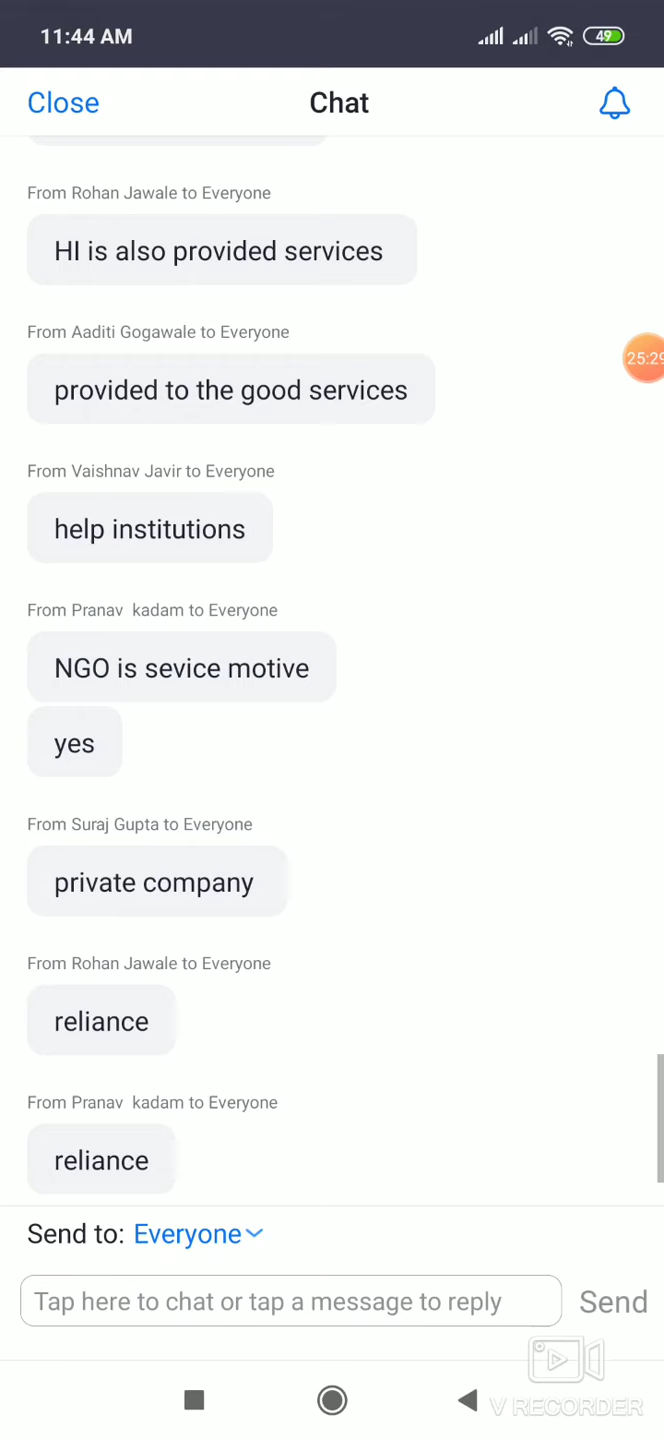 11:44 AM
49
Close
Chat
From Rohan Jawale to Everyone
HI is also provided services
From Aaditi Gogawale to Everyone
provided to the good services
25:29
From Vaishnav Javir to Everyone
help institutions
From Pranav kadam to Everyone
NGO is sevice motive
yes
From Suraj Gupta to Everyone
private company
From Rohan Jawale to Everyone
reliance
From Pranav kadam to Everyone
reliance
Send to: Everyone
Tap here to chat or tap a message to reply
Send
V RECORDER